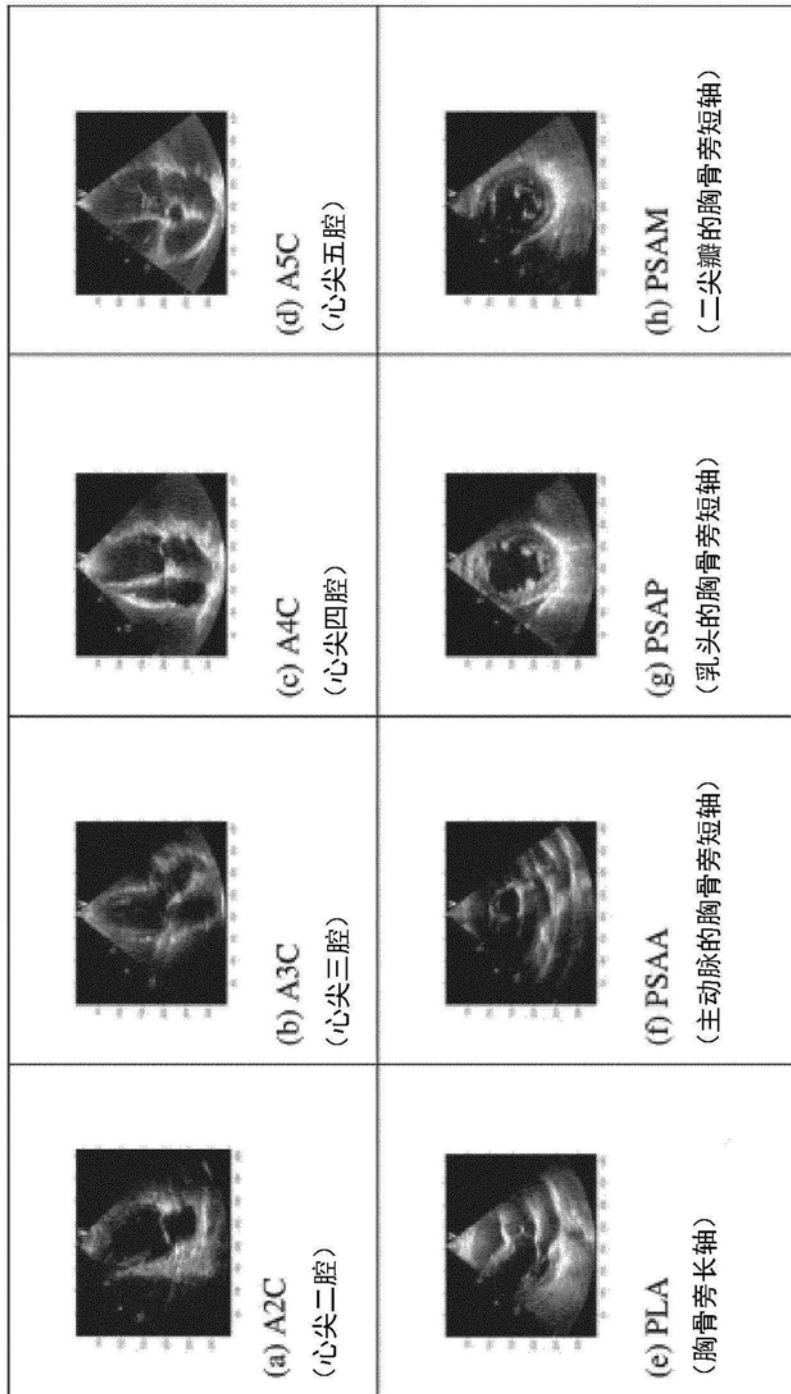 (a) A2C
(心尖二腔)
(b) A3C
(心尖三腔)
(c) A4C
(心尖四腔)
(d) A5C
(心尖五腔)
(e) PLA
(胸骨旁长轴)
(f) PSAA
(主动脉的胸骨旁短轴)
(g) PSAP
(乳头的胸骨旁短轴)
(h) PSAM
(二尖瓣的胸骨旁短轴)